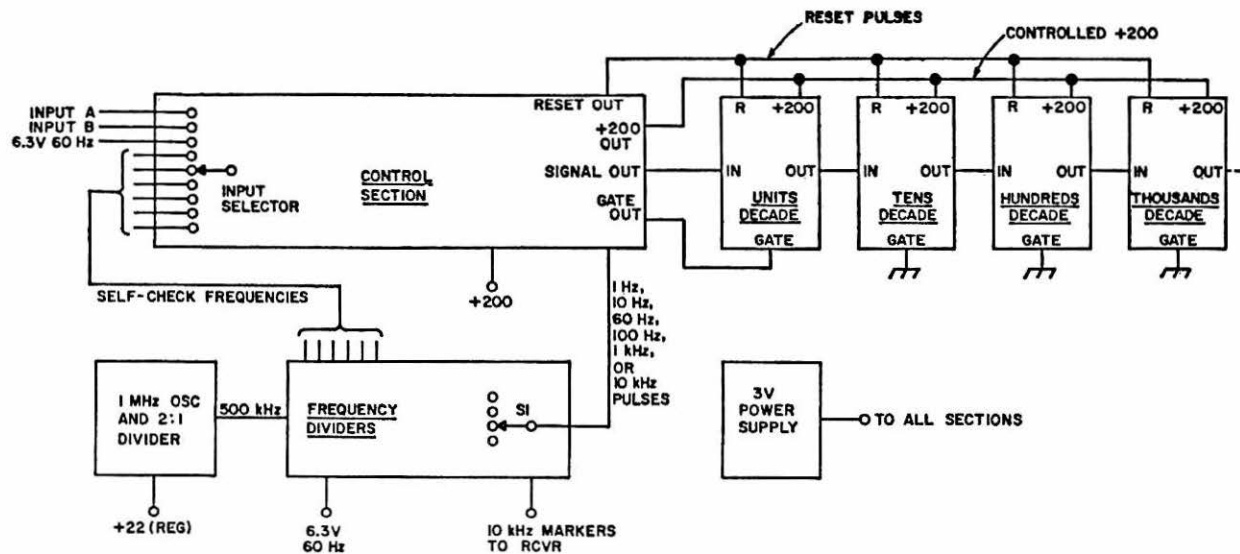 RESET PULSES
CONTROLLED +200
INPUT A
INPUT B
6.3V 60 Hz
INPUT
SELECTOR
CONTROL
SECTION
RESET OUT
+200
OUT
SIGNAL OUT
GATE
OUT
R +200
IN OUT
UNITS
DECADE
GATE
R +200
IN OUT
TENS
DECADE
GATE
R +200
IN OUT
HUNDREDS
DECADE
GATE
R +200
IN OUT
THOUSANDS
DECADE
GATE
SELF-CHECK FREQUENCIES
+200
1 Hz,
10 Hz,
60 Hz,
100 Hz,
1 kHz,
OR
10 kHz
PULSES
1 MHz OSC
AND 2:1
DIVIDER
500 kHz
FREQUENCY
DIVIDERS
S1
3V
POWER
SUPPLY
TO ALL SECTIONS
+22 (REG)
6.3V
60 Hz
10 kHz MARKERS
TO RCVR